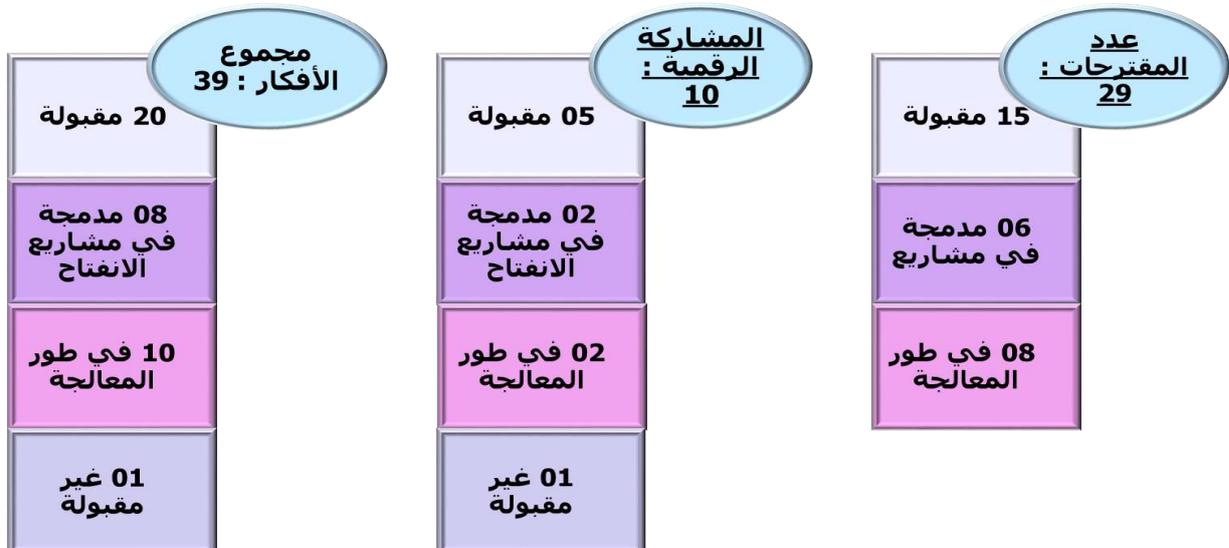 عدد
المقترحات :
29
15 مقبولة
06 مدمجة
في مشاريع
08 في طور
المعالجة
المشاركة
الرقمية :
10
05 مقبولة
02 مدمجة
في مشاريع
الانفتاح
02 في طور
المعالجة
01 غير
مقبولة
مجموع
الأفكار : 39
20 مقبولة
08 مدمجة
في مشاريع
الانفتاح
10 في طور
المعالجة
01 غير
مقبولة